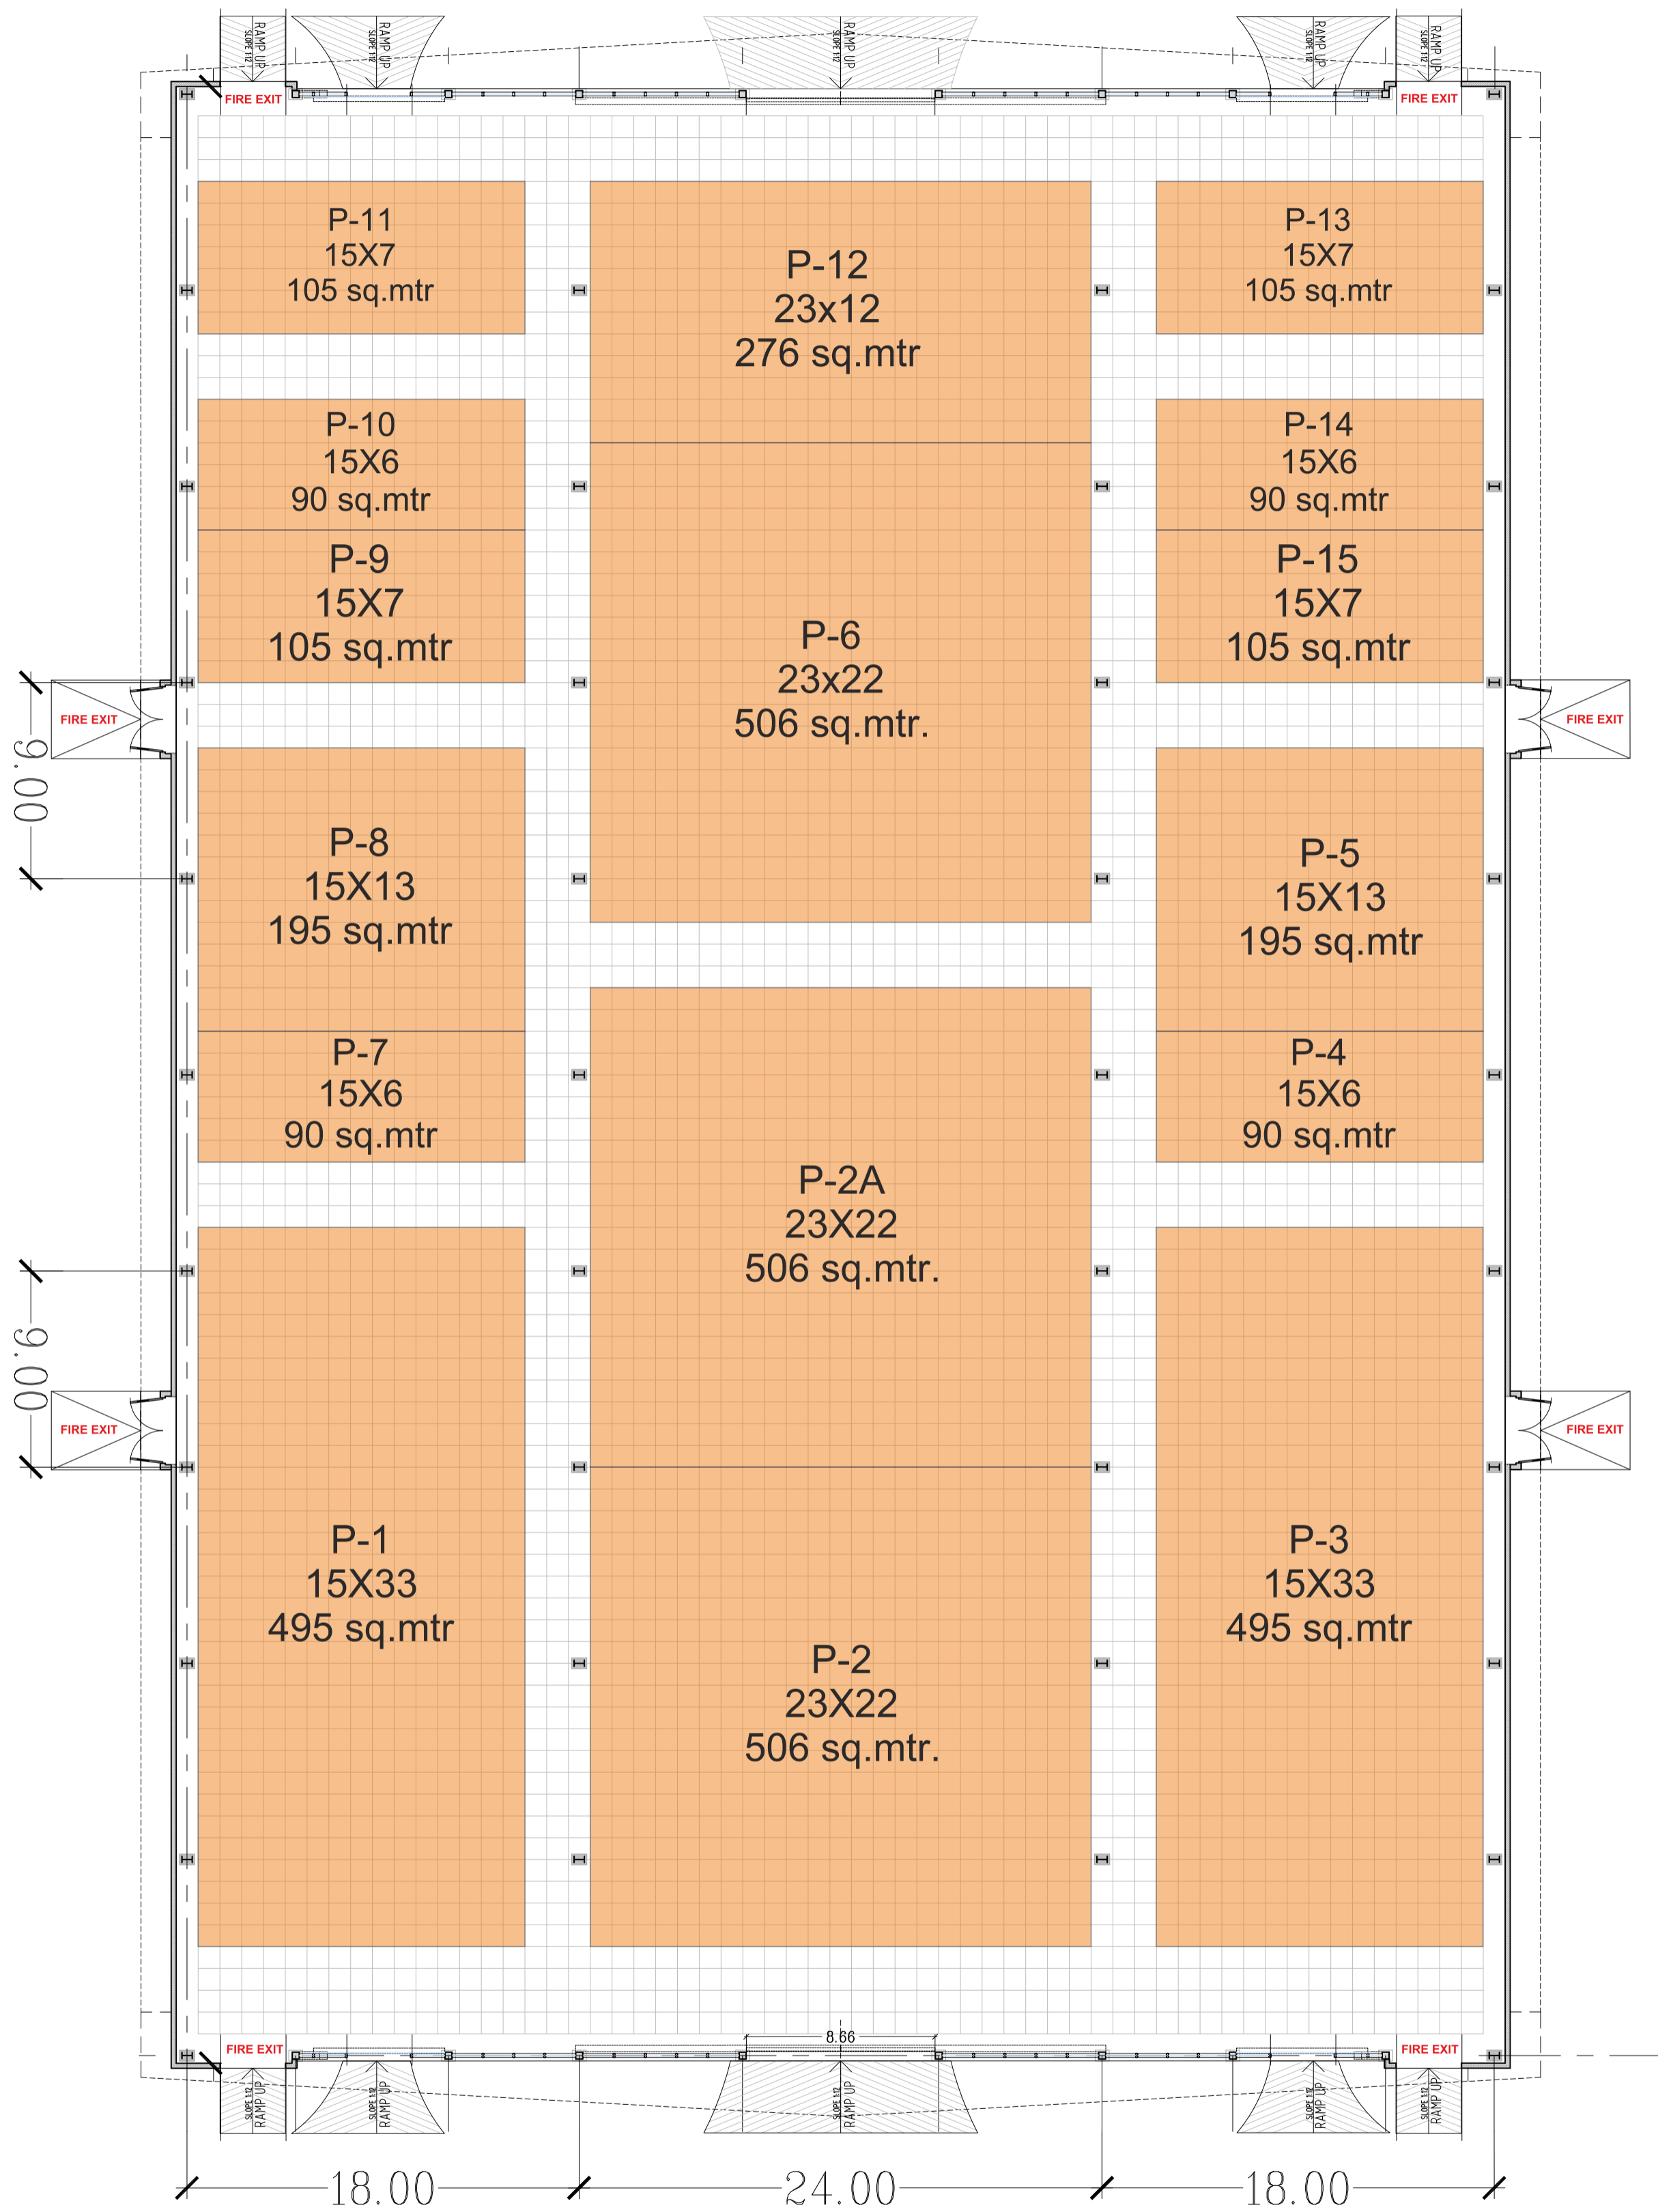 RAMP UP
SLOPE 1:12
RAMP UP
SLOPE 1:12
RAMP UP
SLOPE 1:12
RAMP UP
SLOPE 1:12
RAMP UP
SLOPE 1:12
FIRE EXIT
FIRE EXIT
P-11
15X7
105 sq.mtr
P-12
23x12
276 sq.mtr
P-13
15X7
105 sq.mtr
P-10
15X6
90 sq.mtr
P-14
15X6
90 sq.mtr
P-9
15X7
105 sq.mtr
P-6
23x22
506 sq.mtr.
P-15
15X7
105 sq.mtr
FIRE EXIT
FIRE EXIT
9.00
P-8
15X13
195 sq.mtr
P-5
15X13
195 sq.mtr
P-7
15X6
90 sq.mtr
P-4
15X6
90 sq.mtr
P-2A
23X22
506 sq.mtr.
9.00
FIRE EXIT
FIRE EXIT
P-1
15X33
495 sq.mtr
P-3
15X33
495 sq.mtr
P-2
23X22
506 sq.mtr.
8.66
FIRE EXIT
FIRE EXIT
SLOPE 1:12
RAMP UP
SLOPE 1:12
RAMP UP
SLOPE 1:12
RAMP UP
SLOPE 1:12
RAMP UP
SLOPE 1:12
RAMP UP
18.00
24.00
18.00